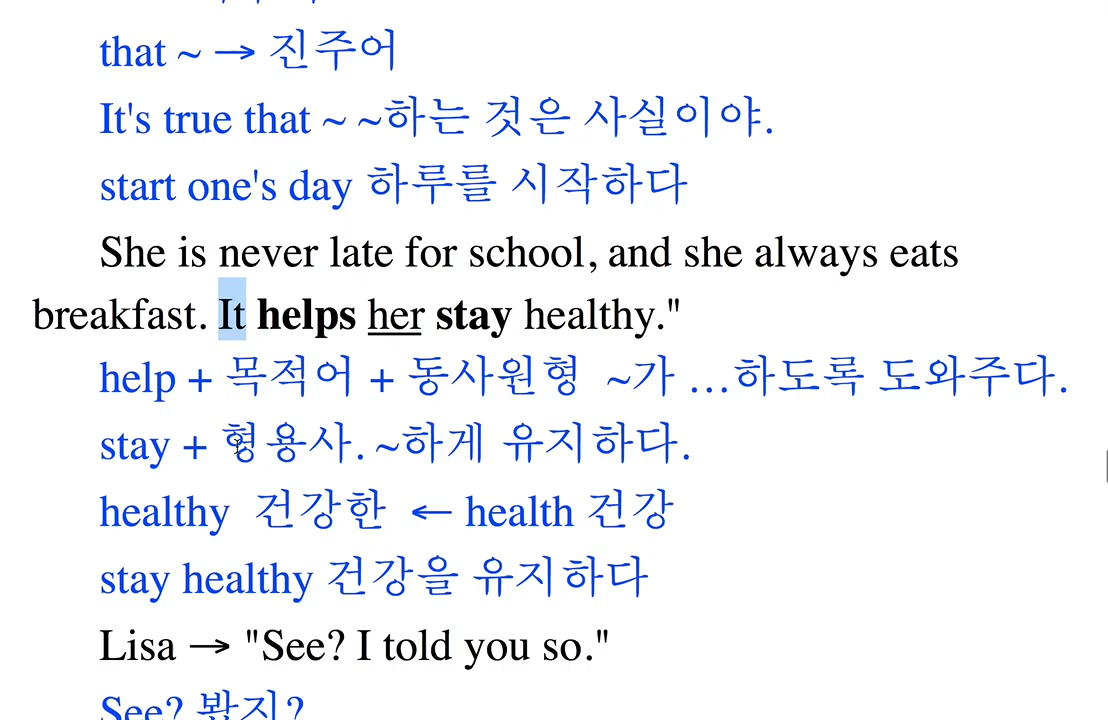 that ~ → 진주어
It's true that ~ ~하는 것은 사실이야.
start one's day 하루를 시작하다
She is never late for school, and she always eats
breakfast. It helps her stay healthy."
help + 목적어 + 동사원형 ~가 …하도록 도와주다.
stay + 형용사. ~하게 유지하다.
healthy 건강한 ← health 건강
stay healthy 건강을 유지하다
Lisa → "See? I told you so."
See? 봤지?